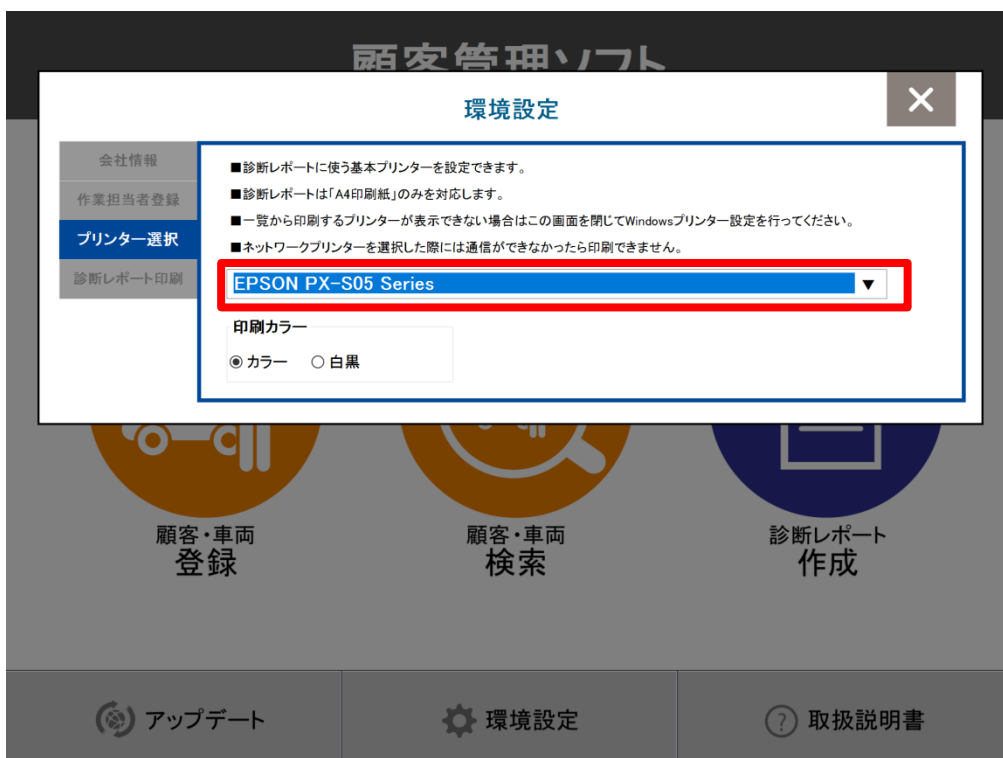 顧客管理ソフト
環境設定
会社情報
作業担当者登録
プリンター選択
診断レポート印刷
■診断レポートに使う基本プリンターを設定できます。
■診断レポートは「A4印刷紙」のみを対応します。
■一覧から印刷するプリンターが表示できない場合はこの画面を閉じてWindowsプリンター設定を行ってください。
■ネットワークプリンターを選択した際には通信ができなかったら印刷できません。
EPSON PX-S05 Series
印刷カラー
カラー 白黒
顧客・車両
登録
顧客・車両
検索
診断レポート
作成
アップデート
環境設定
取扱説明書